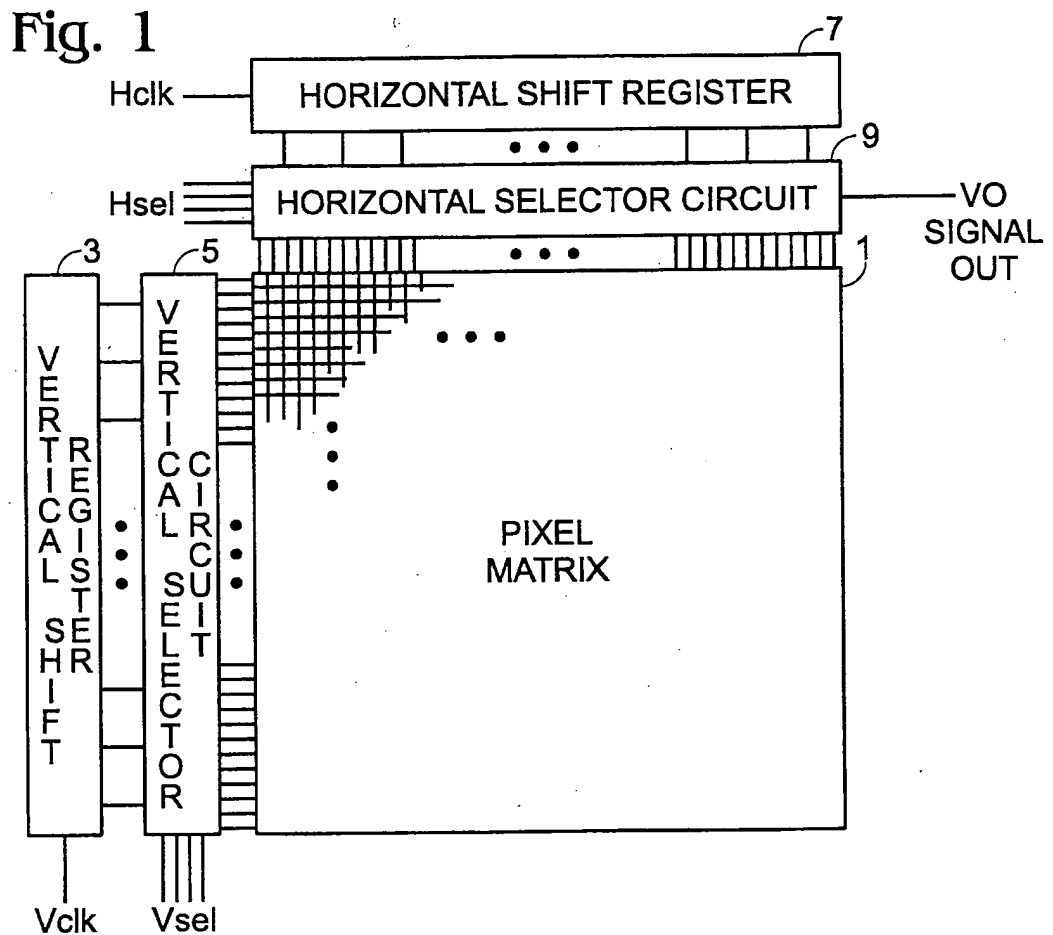 Fig. 1
7
Hclk
HORIZONTAL SHIFT REGISTER
9
Hsel
HORIZONTAL SELECTOR CIRCUIT
VO
SIGNAL
OUT
3
5
1
VERTICAL SHIFT
REGISTER
VERTICAL SELECTOR
CIRCUIT
PIXEL
MATRIX
Vclk
Vsel